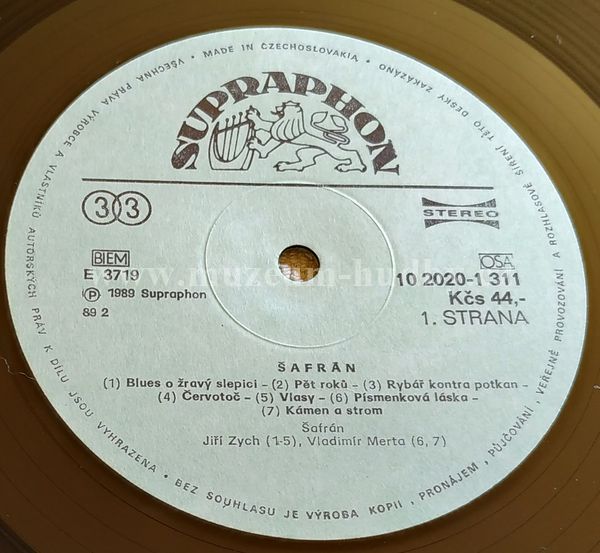 VŠECHNA PRÁVA VÝROBCE A VLASTNÍKŮ AUTORSKÝCH PRÁV K DÍLU JSOU VYHRAZENA • BEZ SOUHLASU JE VÝROBA KOPIÍ, PRONÁJEM, PŮJČOVÁNÍ, VEŘEJNÉ PROVOZOVÁNÍ A ROZHLASOVÉ ŠÍŘENÍ TÉTO DESKY ZAKÁZÁNO • MADE IN CZECHOSLOVAKIA •
SUPRAPHON
33
STEREO
BIEM
OSA
E 3719
10 2020-1 311
℗ 1989 Supraphon
Kčs 44,-
89 2
1. STRANA
ŠAFRÁN
(1) Blues o žravý slepici - (2) Pět roků - (3) Rybář kontra potkan -
(4) Červotoč - (5) Vlasy - (6) Písmenková láska -
(7) Kámen a strom
Šafrán
Jiří Zych (1-5), Vladimír Merta (6, 7)